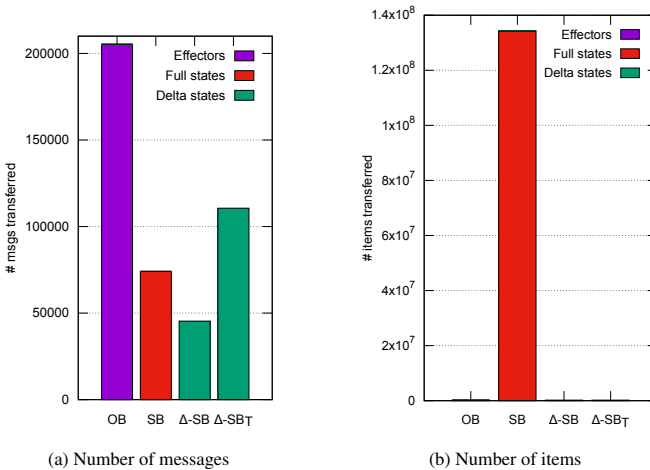 200000
150000
100000
50000
0
# msgs transferred
Effectors
Full states
Delta states
OB SB Δ-SB Δ-SB_T
(a) Number of messages
1.4x10^8
1.2x10^8
1x10^8
8x10^7
6x10^7
4x10^7
2x10^7
0
# items transferred
Effectors
Full states
Delta states
OB SB Δ-SB Δ-SB_T
(b) Number of items